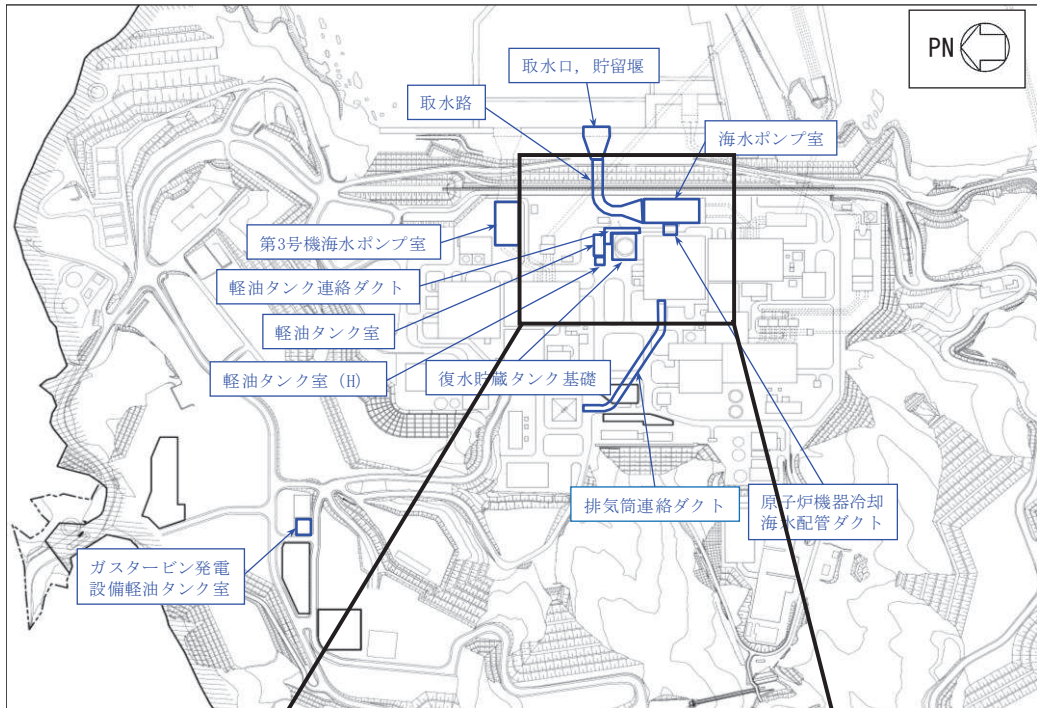 PN
取水口，貯留堰
取水路
海水ポンプ室
第3号機海水ポンプ室
軽油タンク連絡ダクト
軽油タンク室
軽油タンク室（H）
復水貯蔵タンク基礎
排気筒連絡ダクト
原子炉機器冷却
海水配管ダクト
ガスタービン発電
設備軽油タンク室